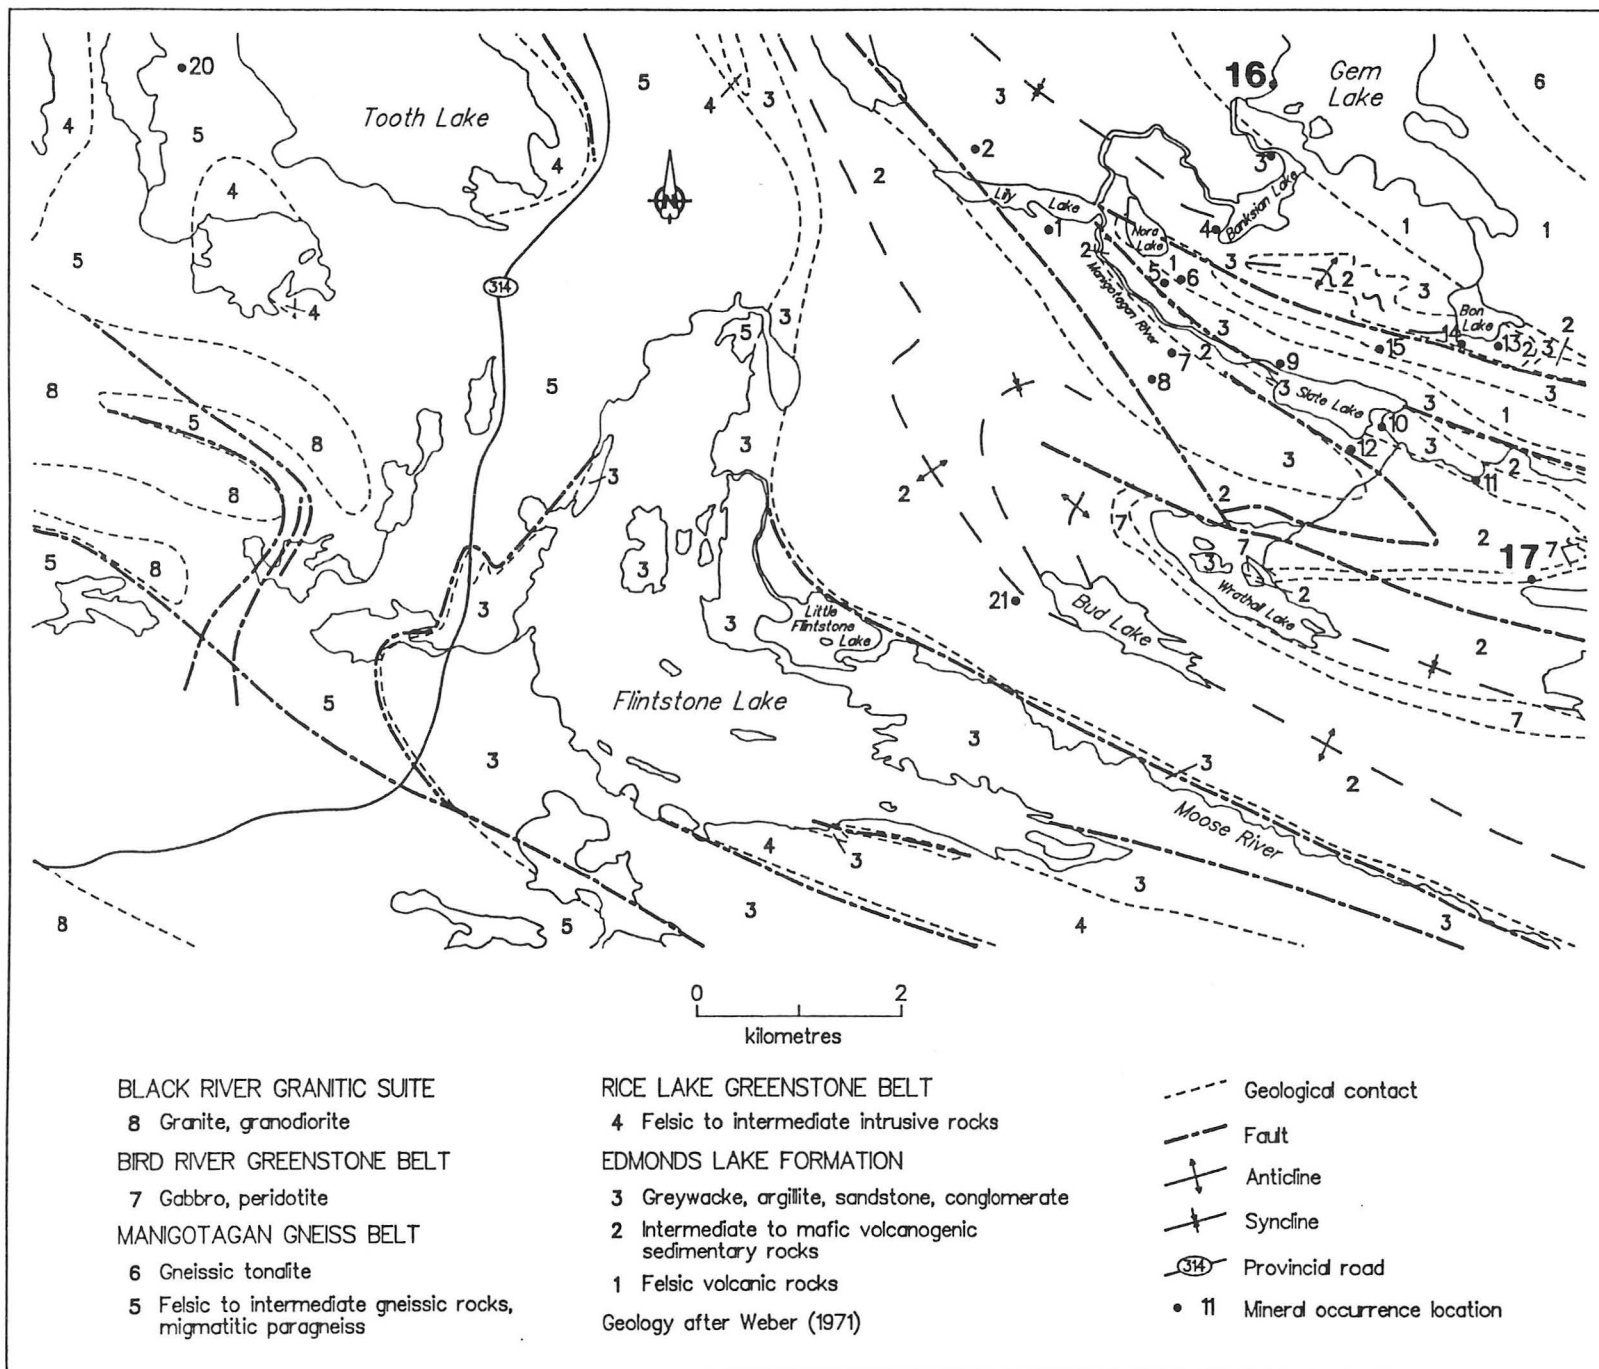 20
4
5
Tooth Lake
4
5
4
3
3
2
2
16
Gem
Lake
6
3
N
4
5
4
314
Lily
Lake
1
Nora
Lake
4
Banksian Lake
1
1
2
1
3
5
6
2
3
Manigotagan River
3
5
3
2
7
8
9
3
15
Bon
Lake
14
13
2
3
2
8
5
8
5
3
3
8
2
3
Slate Lake
10
3
12
3
1
3
2
11
3
2
7
2
17
7
5
8
3
3
3
Little
Flintstone
Lake
21
Bud Lake
3
7
2
Wrathal Lake
2
5
Flintstone Lake
3
3
3
7
2
Moose River
4
3
3
8
5
3
4
3
0 2
kilometres
BLACK RIVER GRANITIC SUITE
8 Granite, granodiorite
BIRD RIVER GREENSTONE BELT
7 Gabbro, peridotite
MANIGOTAGAN GNEISS BELT
6 Gneissic tonalite
5 Felsic to intermediate gneissic rocks,
migmatitic paragneiss
RICE LAKE GREENSTONE BELT
4 Felsic to intermediate intrusive rocks
EDMONDS LAKE FORMATION
3 Greywacke, argillite, sandstone, conglomerate
2 Intermediate to mafic volcanogenic
sedimentary rocks
1 Felsic volcanic rocks
Geology after Weber (1971)
Geological contact
Fault
Anticline
Syncline
314 Provincial road
11 Mineral occurrence location